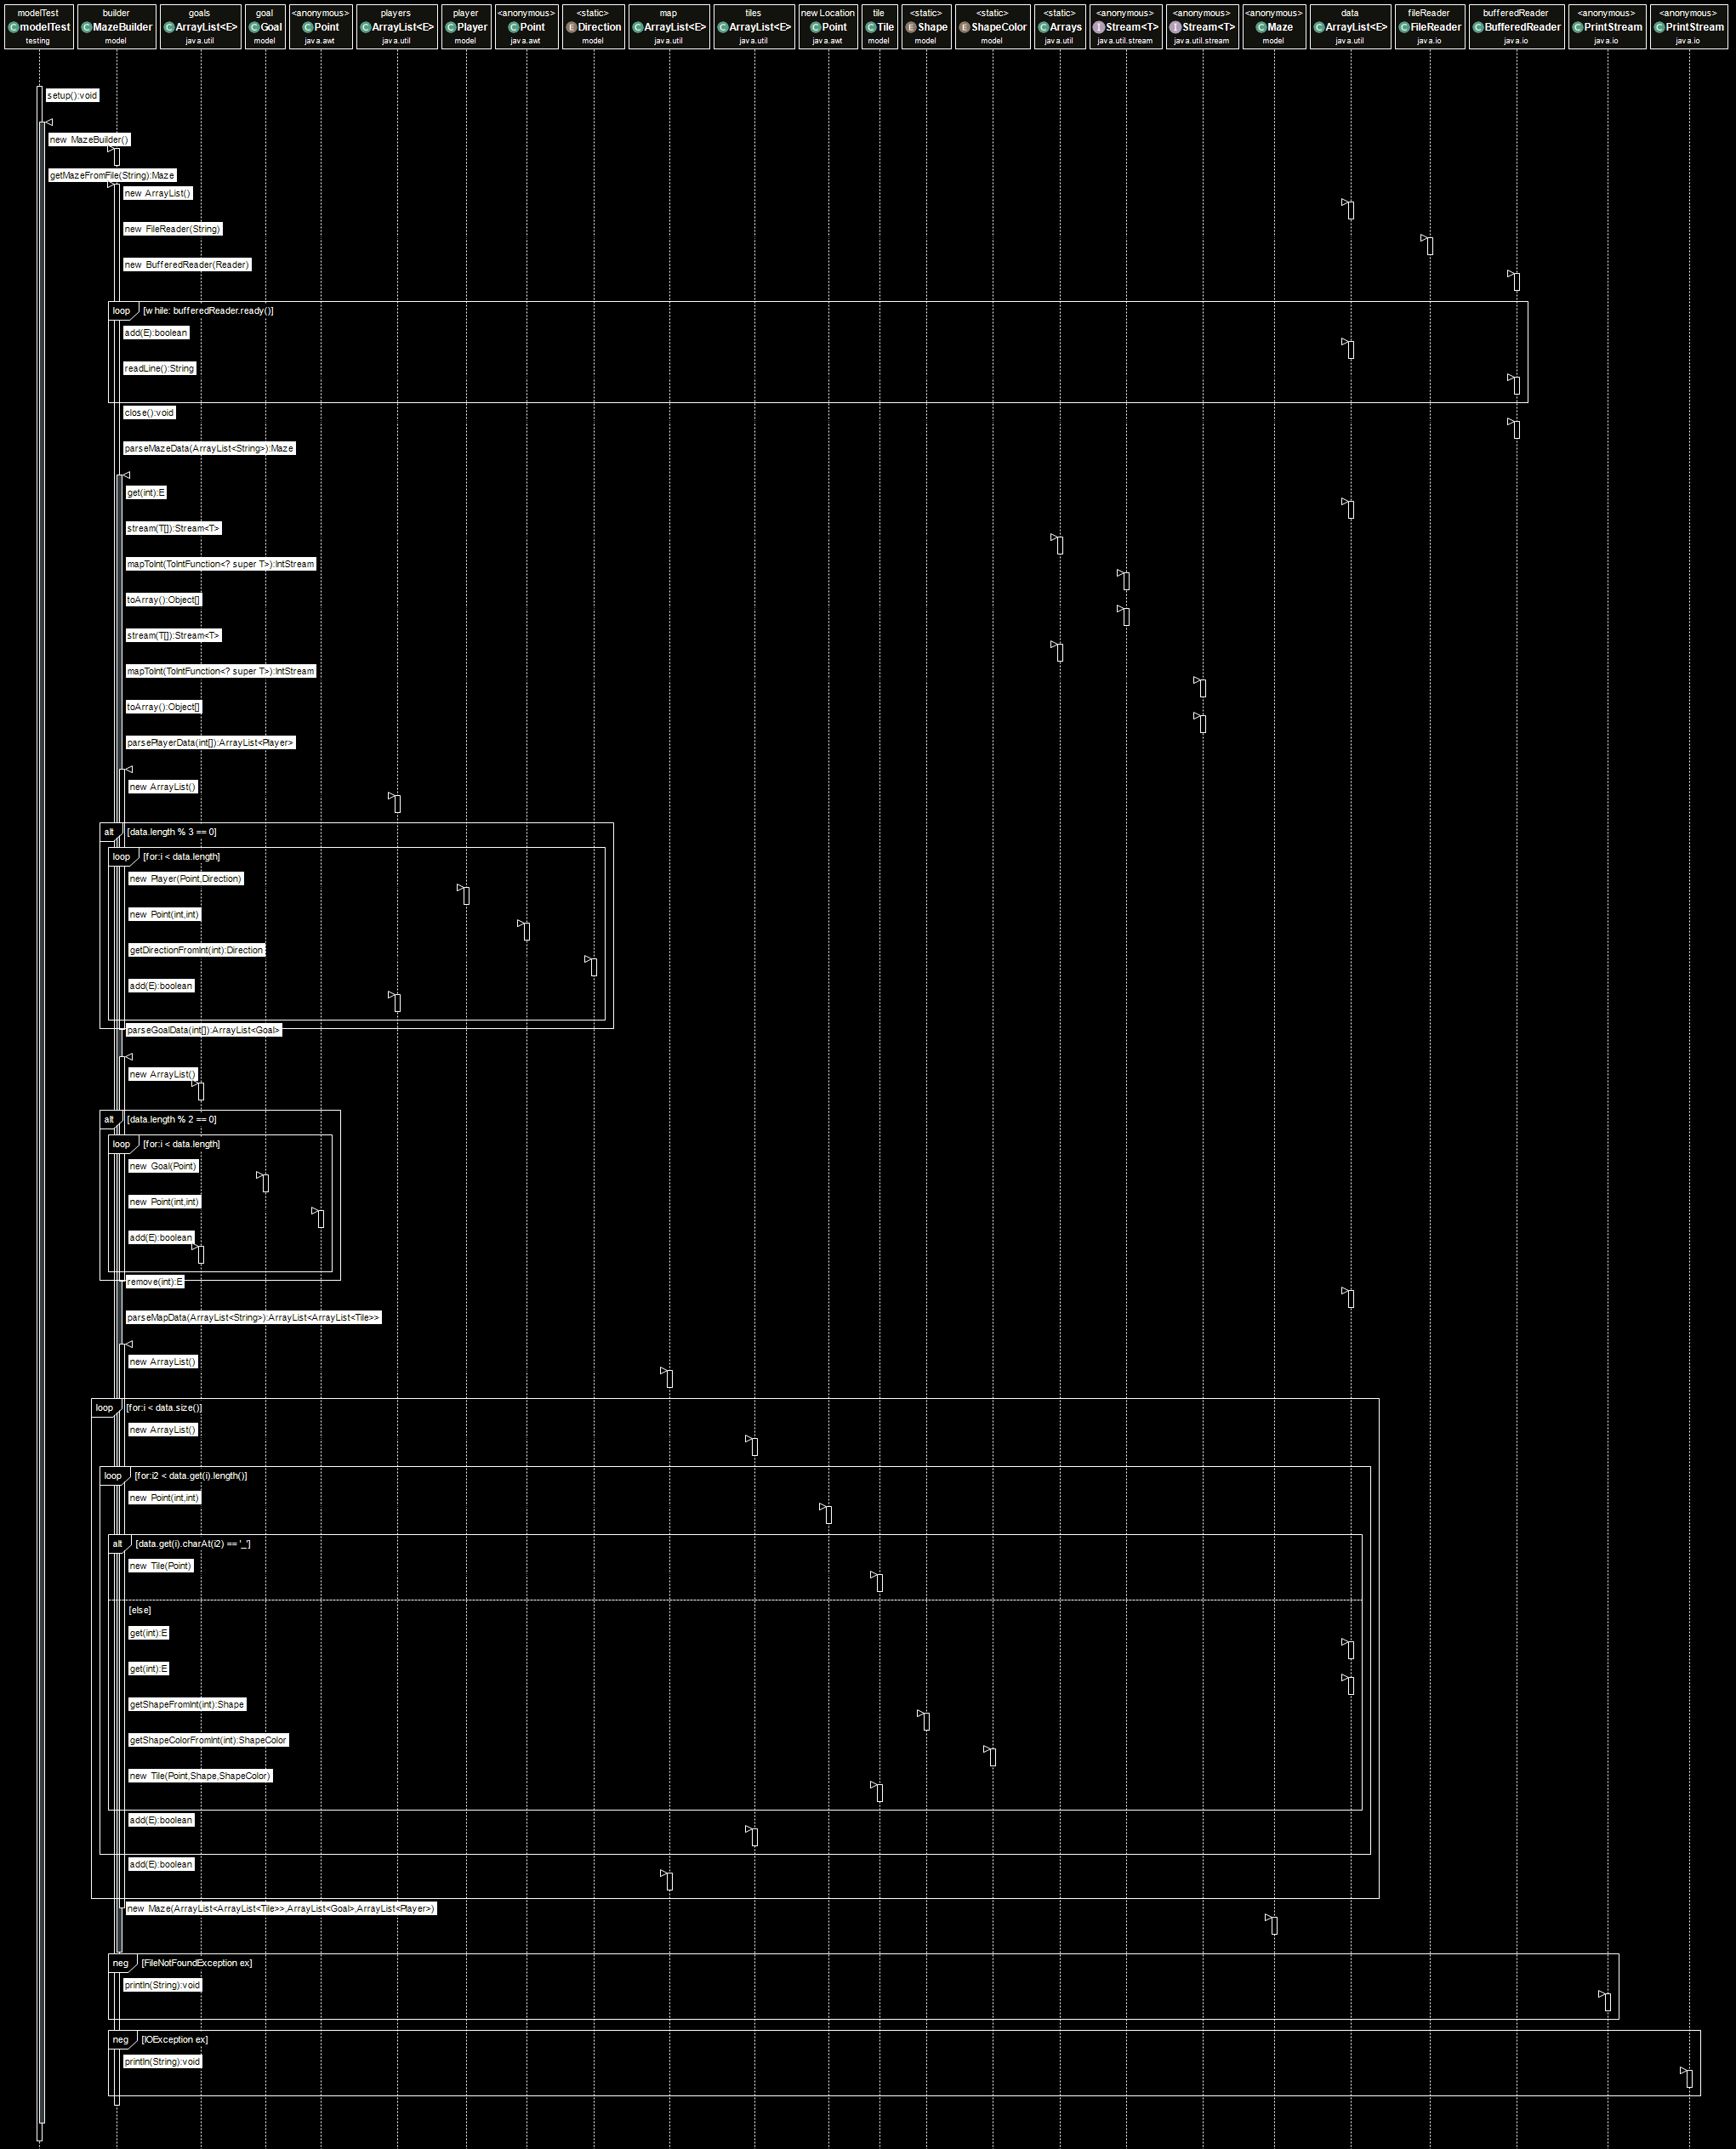 modelTest
C modelTest
testing
builder
C MazeBuilder
model
goals
C ArrayList<E>
java.util
goal
C Goal
model
<anonymous>
C Point
java.awt
players
C ArrayList<E>
java.util
player
C Player
model
<anonymous>
C Point
java.awt
<static>
E Direction
model
map
C ArrayList<E>
java.util
tiles
C ArrayList<E>
java.util
new Location
C Point
java.awt
tile
C Tile
model
<static>
E Shape
model
<static>
E ShapeColor
model
<static>
C Arrays
java.util
<anonymous>
I Stream<T>
java.util.stream
<anonymous>
I Stream<T>
java.util.stream
<anonymous>
C Maze
model
data
C ArrayList<E>
java.util
fileReader
C FileReader
java.io
bufferedReader
C BufferedReader
java.io
<anonymous>
C PrintStream
java.io
<anonymous>
C PrintStream
java.io
setup():void
new MazeBuilder()
getMazeFromFile(String):Maze
new ArrayList()
new FileReader(String)
new BufferedReader(Reader)
loop [while: bufferedReader.ready()]
add(E):boolean
readLine():String
close():void
parseMazeData(ArrayList<String>):Maze
get(int):E
stream(T[]):Stream<T>
mapToInt(ToIntFunction<? super T>):IntStream
toArray():Object[]
stream(T[]):Stream<T>
mapToInt(ToIntFunction<? super T>):IntStream
toArray():Object[]
parsePlayerData(int[]):ArrayList<Player>
new ArrayList()
alt [data.length % 3 == 0]
loop [for:i < data.length]
new Player(Point,Direction)
new Point(int,int)
getDirectionFromInt(int):Direction
add(E):boolean
parseGoalData(int[]):ArrayList<Goal>
new ArrayList()
alt [data.length % 2 == 0]
loop [for:i < data.length]
new Goal(Point)
new Point(int,int)
add(E):boolean
remove(int):E
parseMapData(ArrayList<String>):ArrayList<ArrayList<Tile>>
new ArrayList()
loop [for:i < data.size()]
new ArrayList()
loop [for:i2 < data.get(i).length()]
new Point(int,int)
alt [data.get(i).charAt(i2) == '_']
new Tile(Point)
[else]
get(int):E
get(int):E
getShapeFromInt(int):Shape
getShapeColorFromInt(int):ShapeColor
new Tile(Point,Shape,ShapeColor)
add(E):boolean
add(E):boolean
new Maze(ArrayList<ArrayList<Tile>>,ArrayList<Goal>,ArrayList<Player>)
neg [FileNotFoundException ex]
println(String):void
neg [IOException ex]
println(String):void